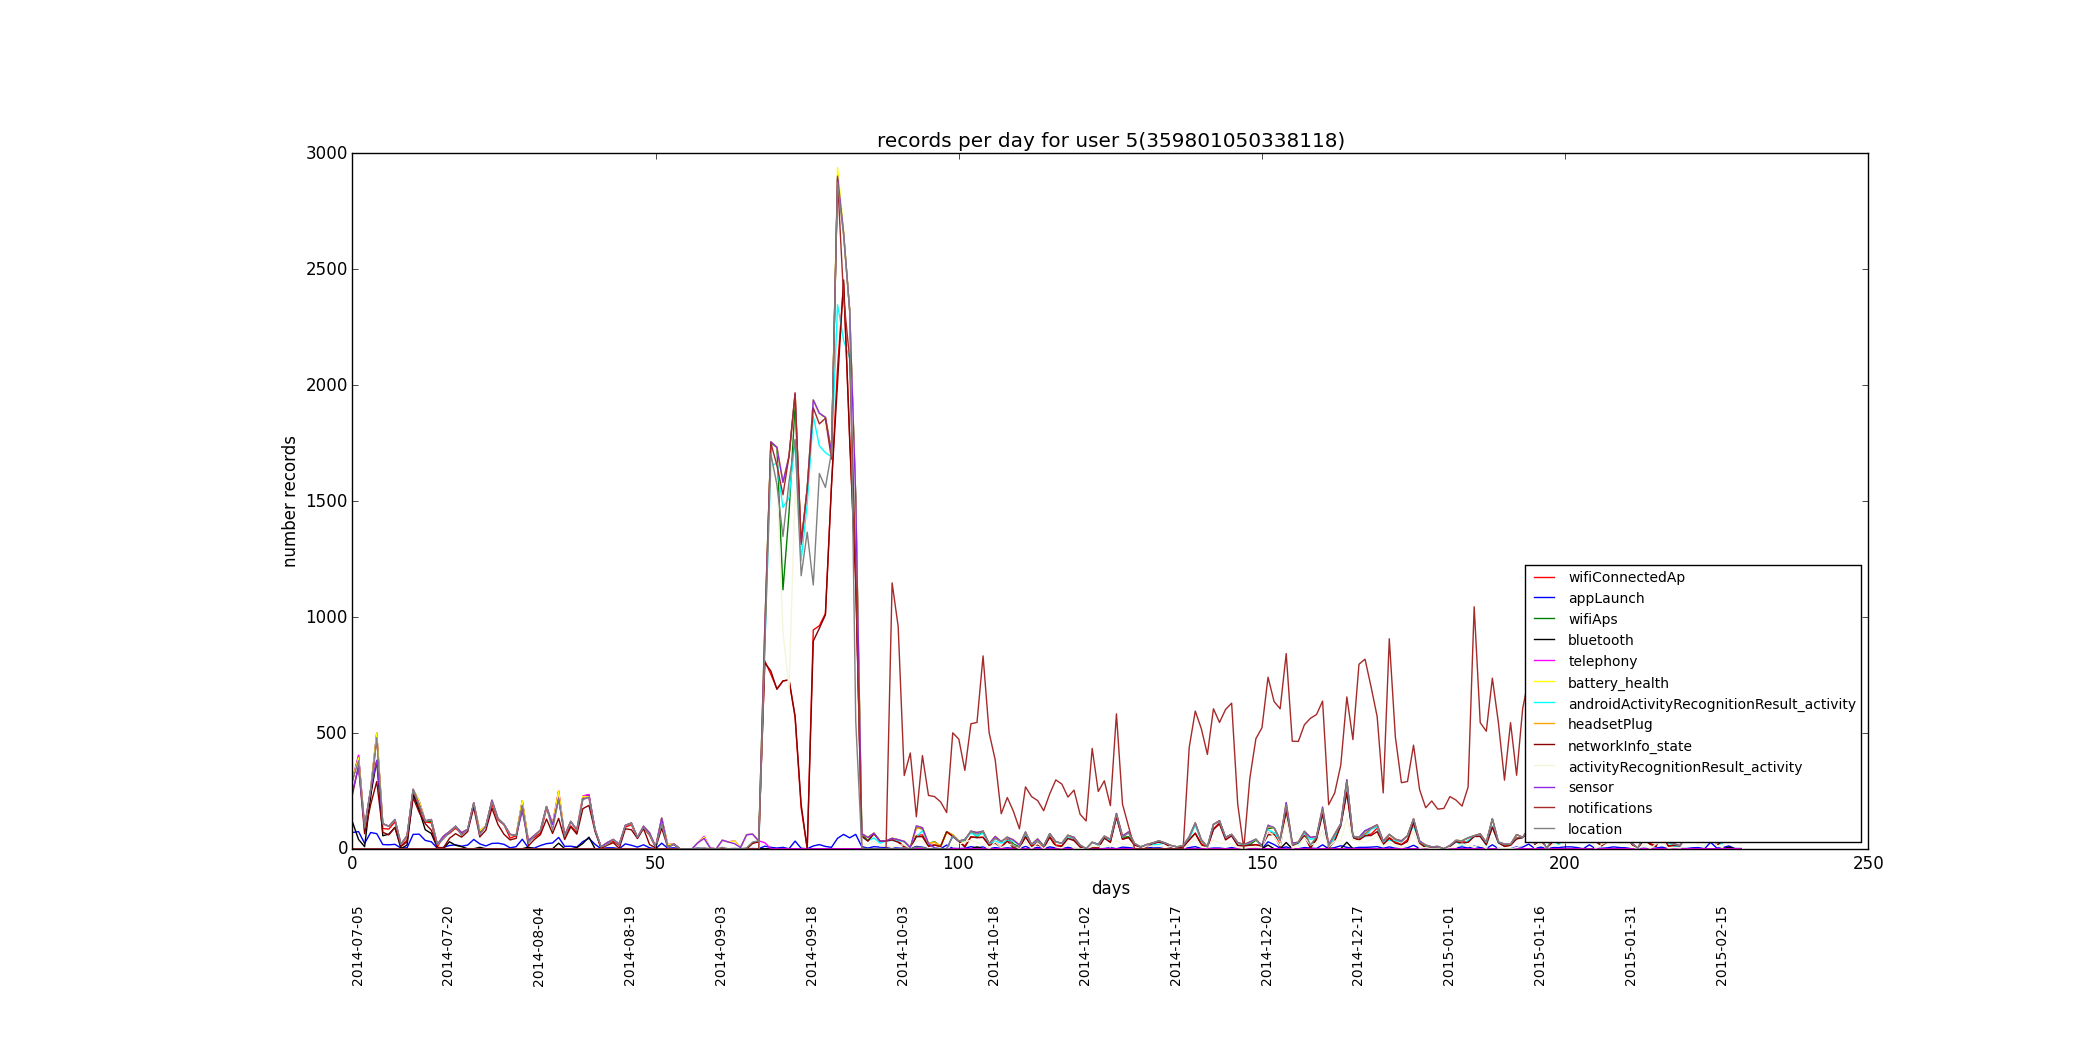 records per day for user 5(359801050338118)
3000
2500
2000
1500
1000
500
0
number records
wifiConnectedAp
appLaunch
wifiAps
bluetooth
telephony
battery_health
androidActivityRecognitionResult_activity
headsetPlug
networkInfo_state
activityRecognitionResult_activity
sensor
notifications
location
0 50 100 150 200 250
days
2014-07-05 2014-07-20 2014-08-04 2014-08-19 2014-09-03 2014-09-18 2014-10-03 2014-10-18 2014-11-02 2014-11-17 2014-12-02 2014-12-17 2015-01-01 2015-01-16 2015-01-31 2015-02-15